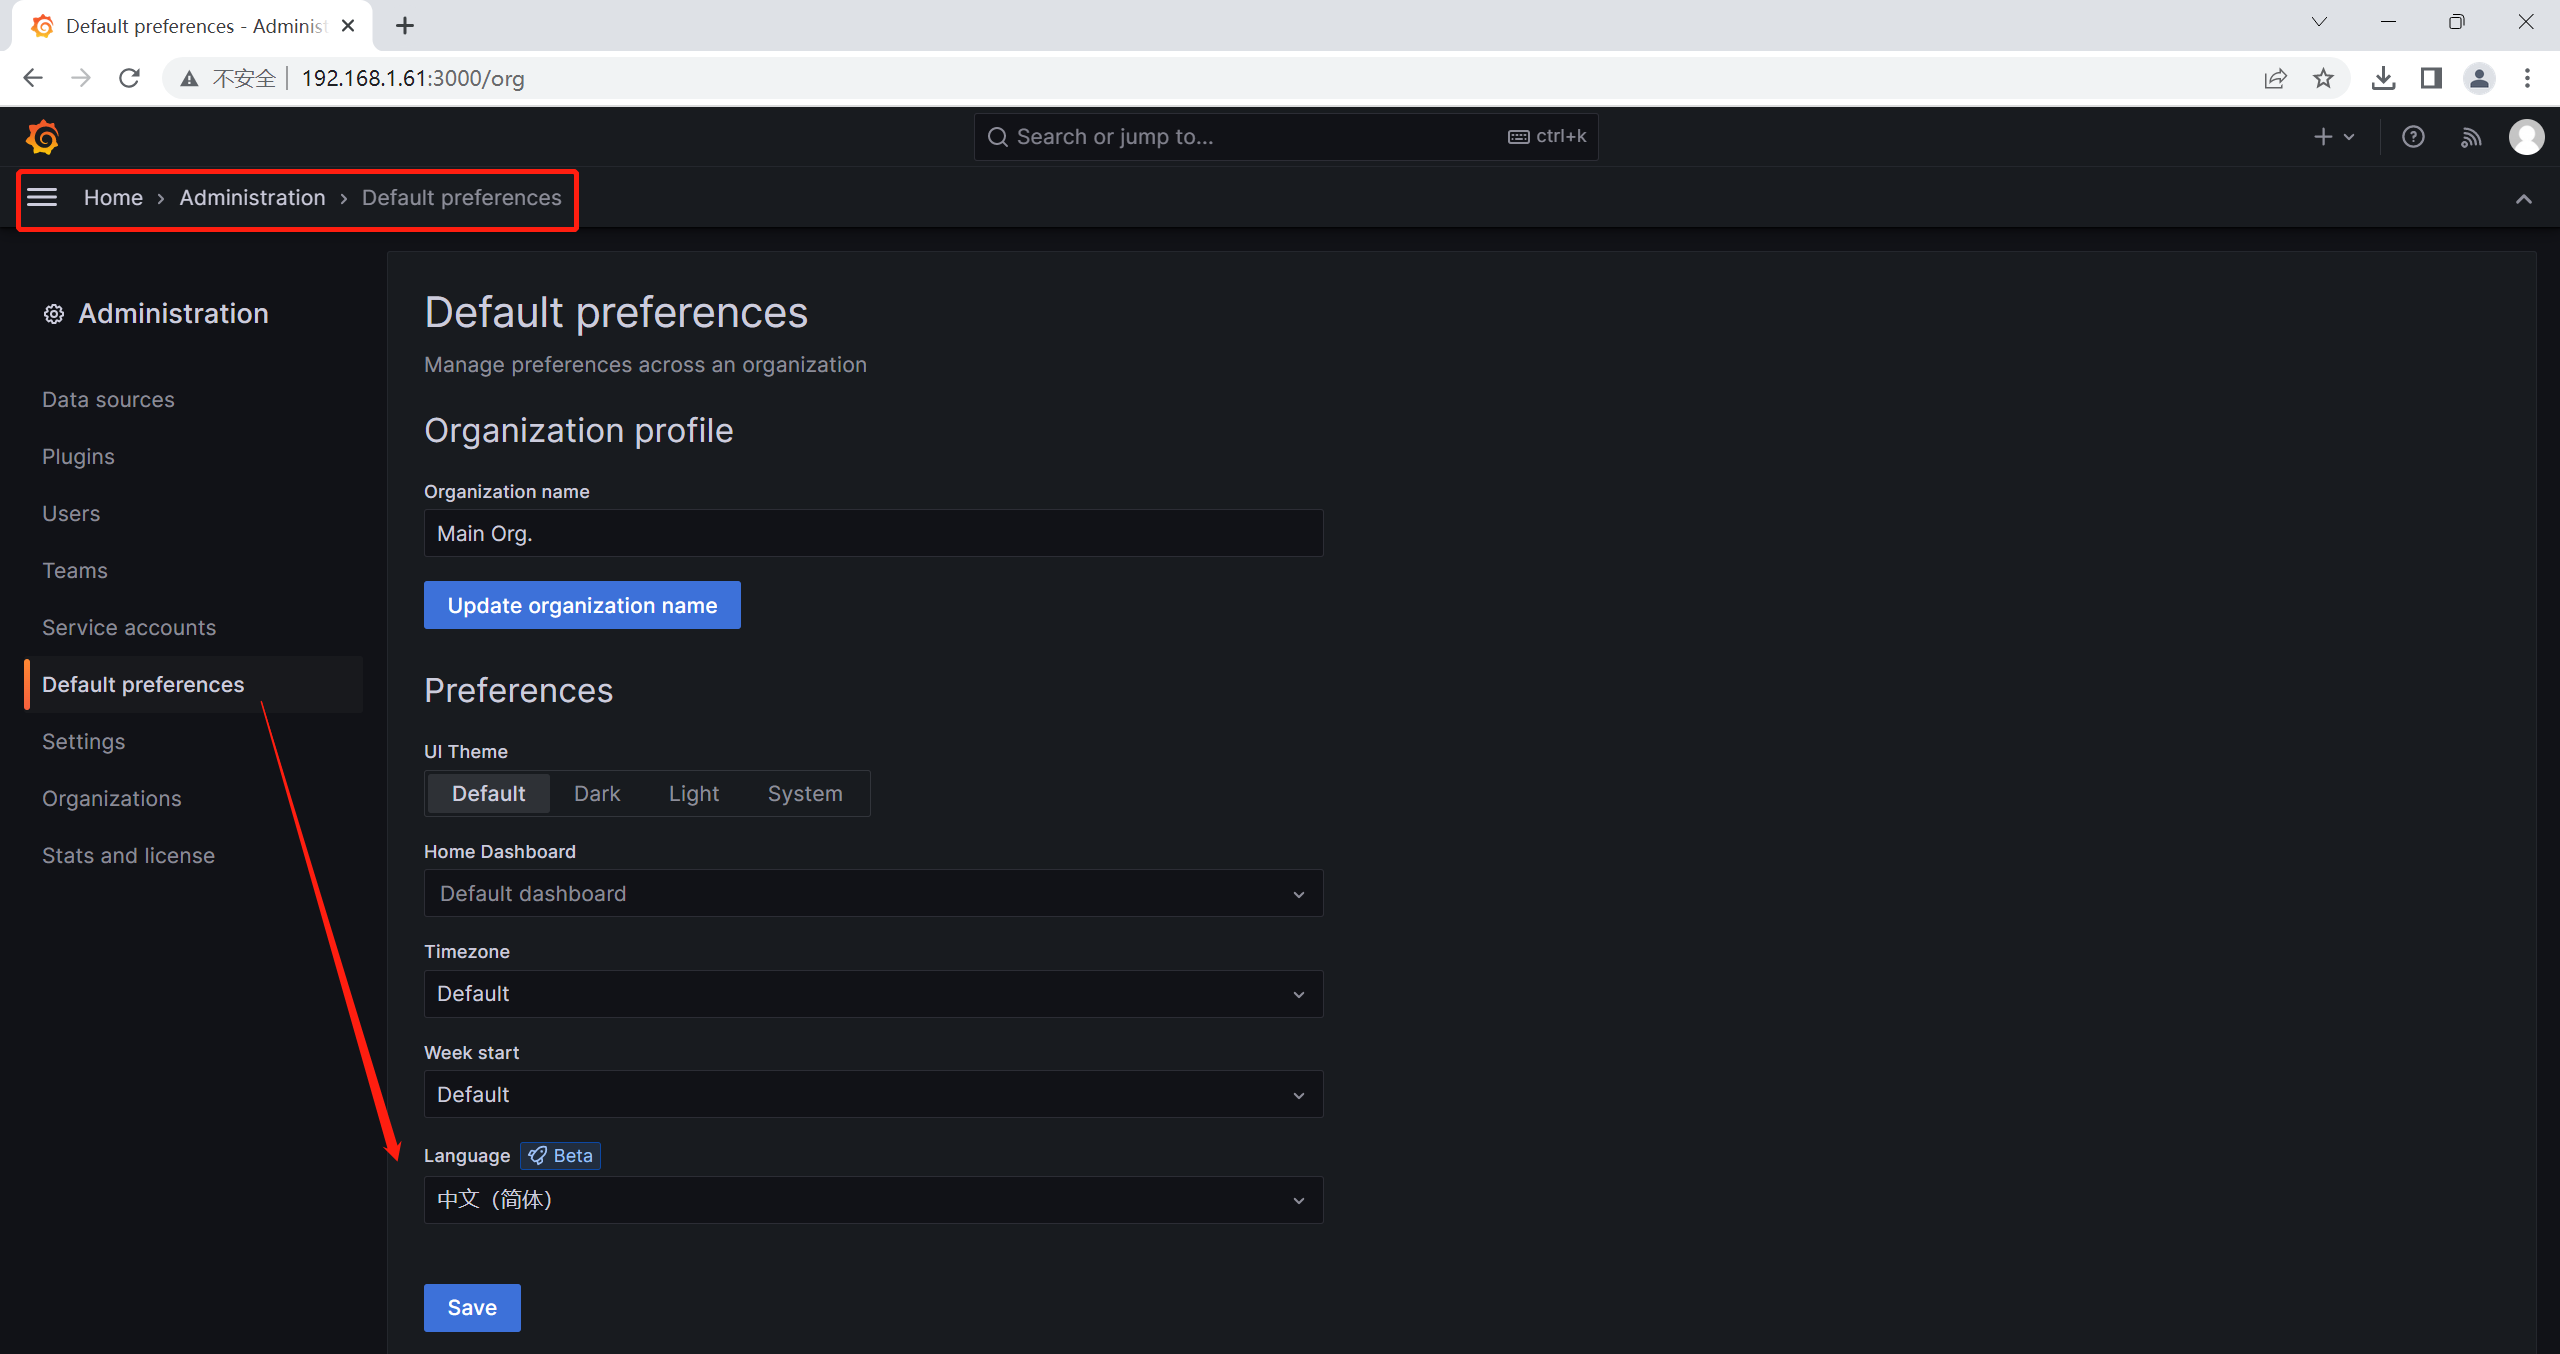 Default preferences - Adminis
不安全 192.168.1.61:3000/org
Search or jump to... ctrl+k
Home › Administration › Default preferences
Administration
Data sources
Plugins
Users
Teams
Service accounts
Default preferences
Settings
Organizations
Stats and license
Default preferences
Manage preferences across an organization
Organization profile
Organization name
Main Org.
Update organization name
Preferences
UI Theme
Default Dark Light System
Home Dashboard
Default dashboard
Timezone
Default
Week start
Default
Language Beta
中文（简体）
Save